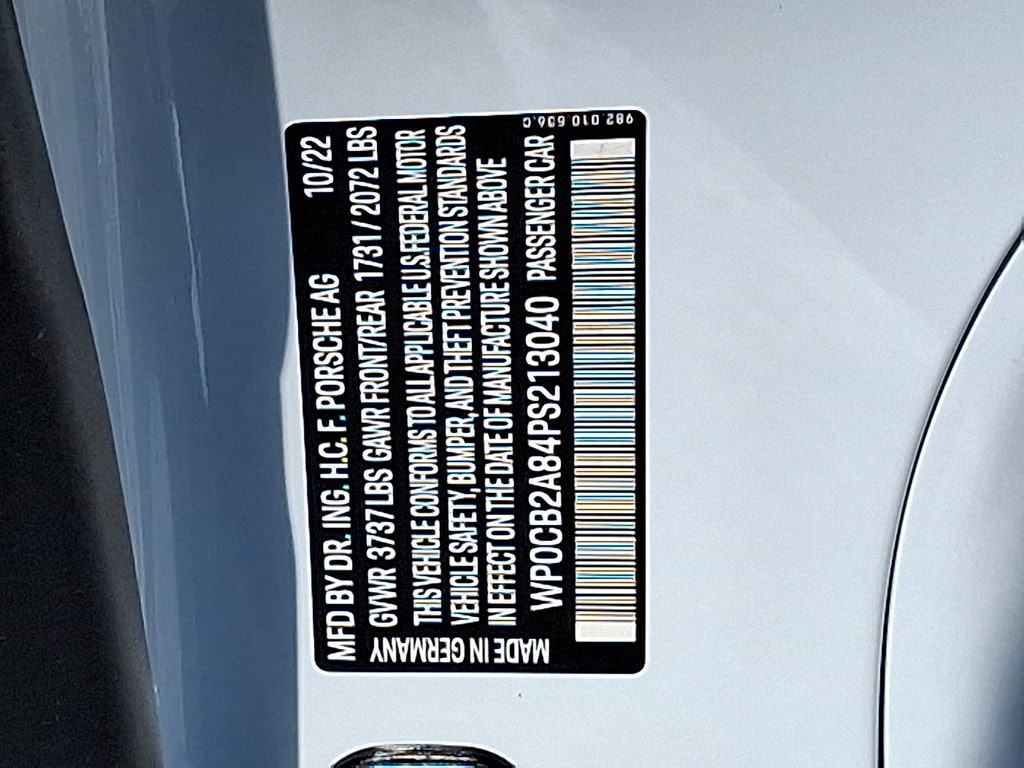 MFD BY DR. ING. H.C. F. PORSCHE AG 10/22
GVWR 3737 LBS GAWR FRONT/REAR 1731 / 2072 LBS
THIS VEHICLE CONFORMS TO ALL APPLICABLE U.S. FEDERAL MOTOR
VEHICLE SAFETY, BUMPER, AND THEFT PREVENTION STANDARDS
IN EFFECT ON THE DATE OF MANUFACTURE SHOWN ABOVE
WP0CB2A84PS213040 PASSENGER CAR
MADE IN GERMANY
982.010.506.C